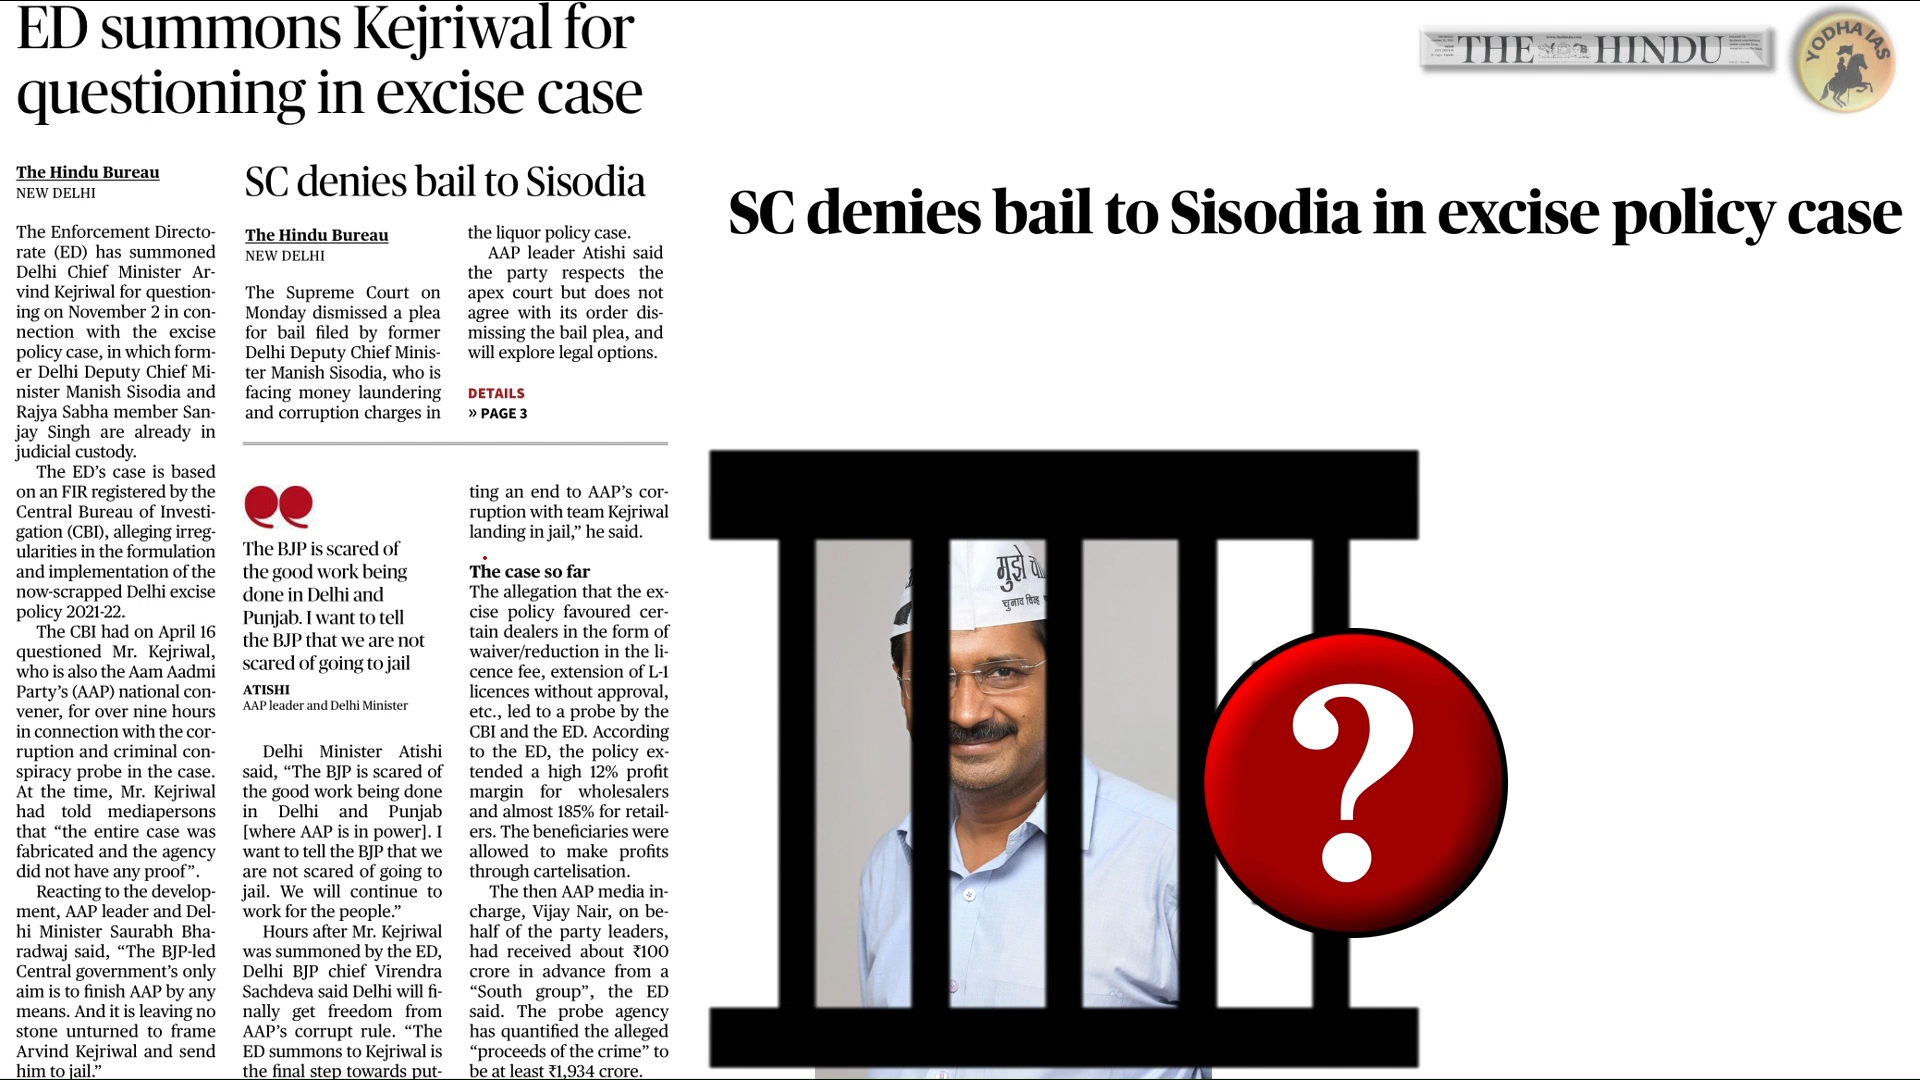 ED summons Kejriwal for
questioning in excise case
The Hindu Bureau
NEW DELHI
The Enforcement Directo-
rate (ED) has summoned
Delhi Chief Minister Ar-
vind Kejriwal for question-
ing on November 2 in con-
nection with the excise
policy case, in which form-
er Delhi Deputy Chief Mi-
nister Manish Sisodia and
Rajya Sabha member San-
jay Singh are already in
judicial custody.
The ED’s case is based
on an FIR registered by the
Central Bureau of Investi-
gation (CBI), alleging irreg-
ularities in the formulation
and implementation of the
now-scrapped Delhi excise
policy 2021-22.
The CBI had on April 16
questioned Mr. Kejriwal,
who is also the Aam Aadmi
Party’s (AAP) national con-
vener, for over nine hours
in connection with the cor-
ruption and criminal con-
spiracy probe in the case.
At the time, Mr. Kejriwal
had told mediapersons
that “the entire case was
fabricated and the agency
did not have any proof”.
Reacting to the develop-
ment, AAP leader and Del-
hi Minister Saurabh Bha-
radwaj said, “The BJP-led
Central government’s only
aim is to finish AAP by any
means. And it is leaving no
stone unturned to frame
Arvind Kejriwal and send
him to jail.”
SC denies bail to Sisodia
The Hindu Bureau
NEW DELHI
The Supreme Court on
Monday dismissed a plea
for bail filed by former
Delhi Deputy Chief Minis-
ter Manish Sisodia, who is
facing money laundering
and corruption charges in
the liquor policy case.
AAP leader Atishi said
the party respects the
apex court but does not
agree with its order dis-
missing the bail plea, and
will explore legal options.
DETAILS
» PAGE 3
The BJP is scared of
the good work being
done in Delhi and
Punjab. I want to tell
the BJP that we are not
scared of going to jail
ATISHI
AAP leader and Delhi Minister
Delhi Minister Atishi
said, “The BJP is scared of
the good work being done
in Delhi and Punjab
[where AAP is in power]. I
want to tell the BJP that we
are not scared of going to
jail. We will continue to
work for the people.”
Hours after Mr. Kejriwal
was summoned by the ED,
Delhi BJP chief Virendra
Sachdeva said Delhi will fi-
nally get freedom from
AAP’s corrupt rule. “The
ED summons to Kejriwal is
the final step towards put-
ting an end to AAP’s cor-
ruption with team Kejriwal
landing in jail,” he said.
The case so far
The allegation that the ex-
cise policy favoured cer-
tain dealers in the form of
waiver/reduction in the li-
cence fee, extension of L-1
licences without approval,
etc., led to a probe by the
CBI and the ED. According
to the ED, the policy ex-
tended a high 12% profit
margin for wholesalers
and almost 185% for retail-
ers. The beneficiaries were
allowed to make profits
through cartelisation.
The then AAP media in-
charge, Vijay Nair, on be-
half of the party leaders,
had received about ₹100
crore in advance from a
“South group”, the ED
said. The probe agency
has quantified the alleged
“proceeds of the crime” to
be at least ₹1,934 crore.
THE HINDU
YODHA IAS
SC denies bail to Sisodia in excise policy case
मुझे
चुनाव चिन्ह
?